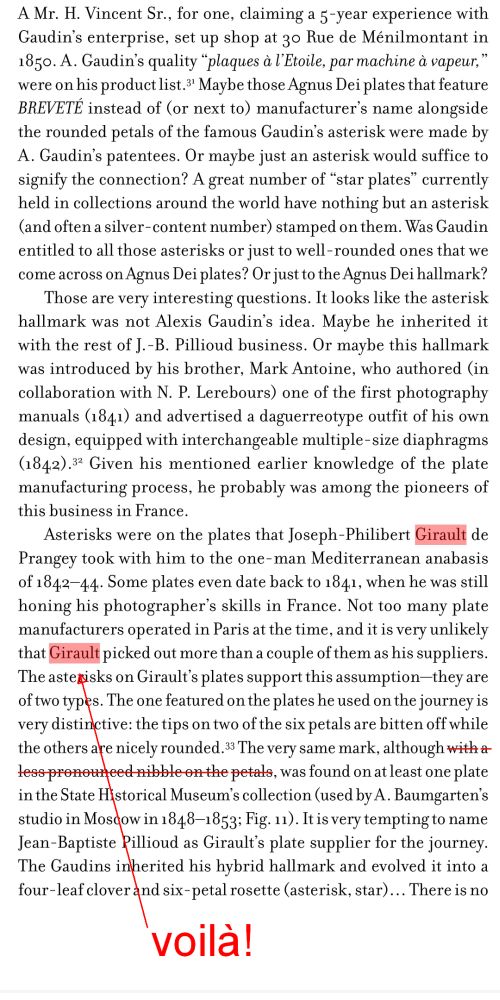 A Mr. H. Vincent Sr., for one, claiming a 5-year experience with
Gaudin's enterprise, set up shop at 30 Rue de Ménilmontant in
1850. A. Gaudin's quality “plaques à l'Etoile, par machine à vapeur,”
were on his product list.³¹ Maybe those Agnus Dei plates that feature
BREVETÉ instead of (or next to) manufacturer's name alongside
the rounded petals of the famous Gaudin's asterisk were made by
A. Gaudin's patentees. Or maybe just an asterisk would suffice to
signify the connection? A great number of “star plates” currently
held in collections around the world have nothing but an asterisk
(and often a silver-content number) stamped on them. Was Gaudin
entitled to all those asterisks or just to well-rounded ones that we
come across on Agnus Dei plates? Or just to the Agnus Dei hallmark?
Those are very interesting questions. It looks like the asterisk
hallmark was not Alexis Gaudin's idea. Maybe he inherited it
with the rest of J.-B. Pillioud business. Or maybe this hallmark
was introduced by his brother, Mark Antoine, who authored (in
collaboration with N. P. Lerebours) one of the first photography
manuals (1841) and advertised a daguerreotype outfit of his own
design, equipped with interchangeable multiple-size diaphragms
(1842).³² Given his mentioned earlier knowledge of the plate
manufacturing process, he probably was among the pioneers of
this business in France.
Asterisks were on the plates that Joseph-Philibert Girault de
Prangey took with him to the one-man Mediterranean anabasis
of 1842–44. Some plates even date back to 1841, when he was still
honing his photographer's skills in France. Not too many plate
manufacturers operated in Paris at the time, and it is very unlikely
that Girault picked out more than a couple of them as his suppliers.
The asterisks on Girault's plates support this assumption—they are
of two types. The one featured on the plates he used on the journey is
very distinctive: the tips on two of the six petals are bitten off while
the others are nicely rounded.³³ The very same mark, although with a
less pronounced nibble on the petals, was found on at least one plate
in the State Historical Museum's collection (used by A. Baumgarten's
studio in Moscow in 1848–1853; Fig. 11). It is very tempting to name
Jean-Baptiste Pillioud as Girault's plate supplier for the journey.
The Gaudins inherited his hybrid hallmark and evolved it into a
four-leaf clover and six-petal rosette (asterisk, star)… There is no
voilà!